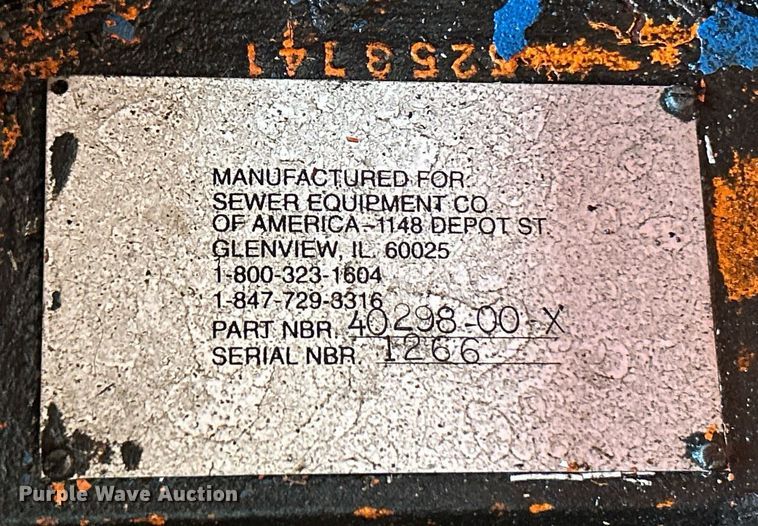 MANUFACTURED FOR
SEWER EQUIPMENT CO
OF AMERICA-1148 DEPOT ST.
GLENVIEW, IL. 60025
1-800-323-1604
1-847-729-3316
PART NBR. 40298-00-X
SERIAL NBR. 1266
Purple Wave Auction